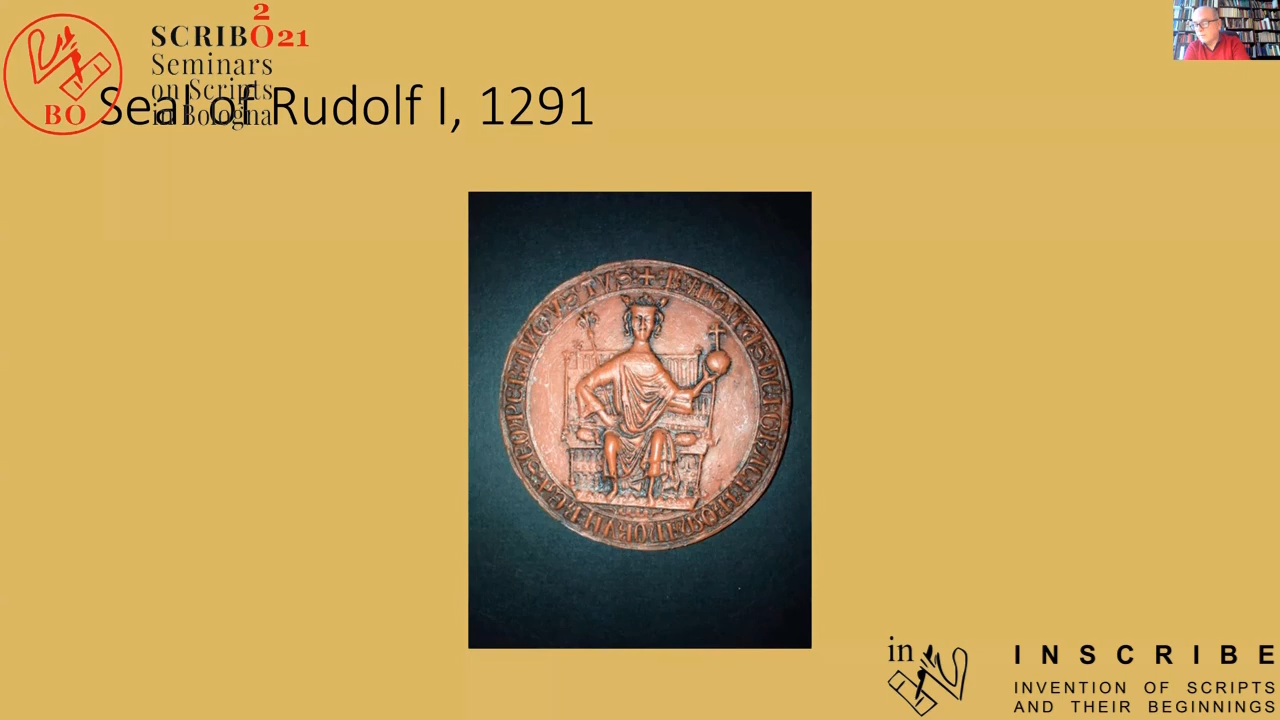 SCRIBO 2021
Seminars
on Scripts
in Bologna
BO
Seal of Rudolf I, 1291
in
INSCRIBE
INVENTION OF SCRIPTS
AND THEIR BEGINNINGS